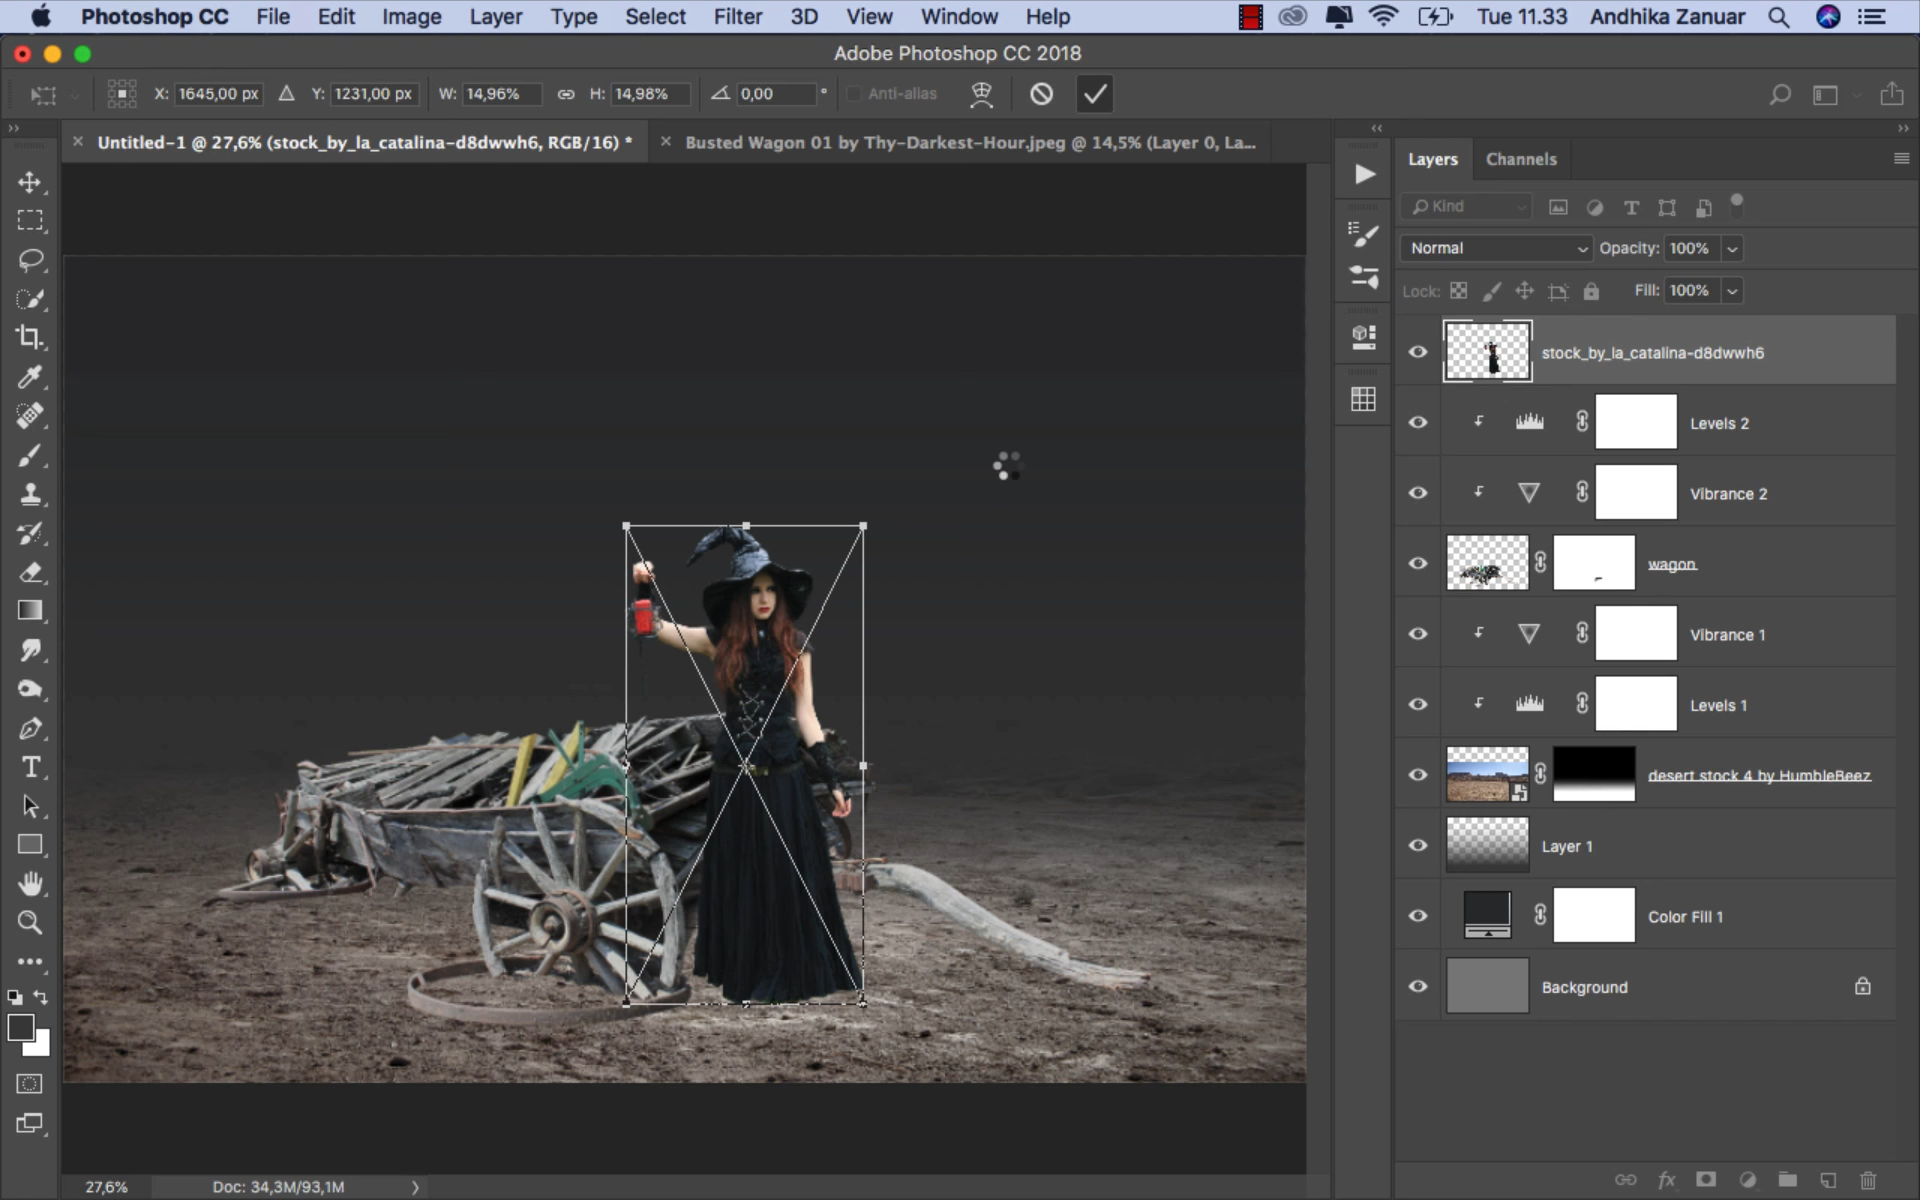 Photoshop CC File Edit Image Layer Type Select Filter 3D View Window Help Tue 11.33 Andhika Zanuar
Adobe Photoshop CC 2018
X: 1645,00 px Y: 1231,00 px W: 14,96% H: 14,98% 0,00 ° Anti-alias
Untitled-1 @ 27,6% (stock_by_la_catalina-d8dwwh6, RGB/16) *
Busted Wagon 01 by Thy-Darkest-Hour.jpeg @ 14,5% (Layer 0, La...
Layers Channels
Kind
Normal Opacity: 100%
Lock: Fill: 100%
stock_by_la_catalina-d8dwwh6
Levels 2
Vibrance 2
wagon
Vibrance 1
Levels 1
desert stock 4 by HumbleBeez
Layer 1
Color Fill 1
Background
27,6% Doc: 34,3M/93,1M